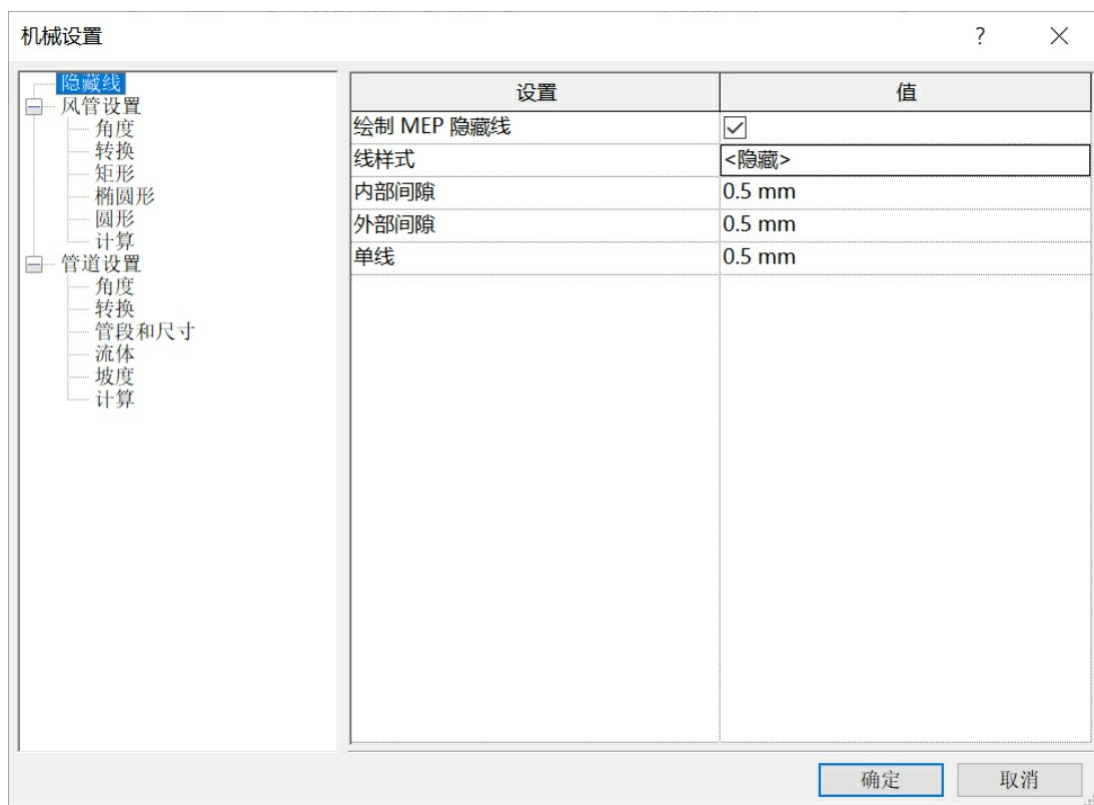 机械设置
隐藏线
风管设置
角度
转换
矩形
椭圆形
圆形
计算
管道设置
角度
转换
管段和尺寸
流体
坡度
计算
设置 值
绘制 MEP 隐藏线
线样式 <隐藏>
内部间隙 0.5 mm
外部间隙 0.5 mm
单线 0.5 mm
确定 取消